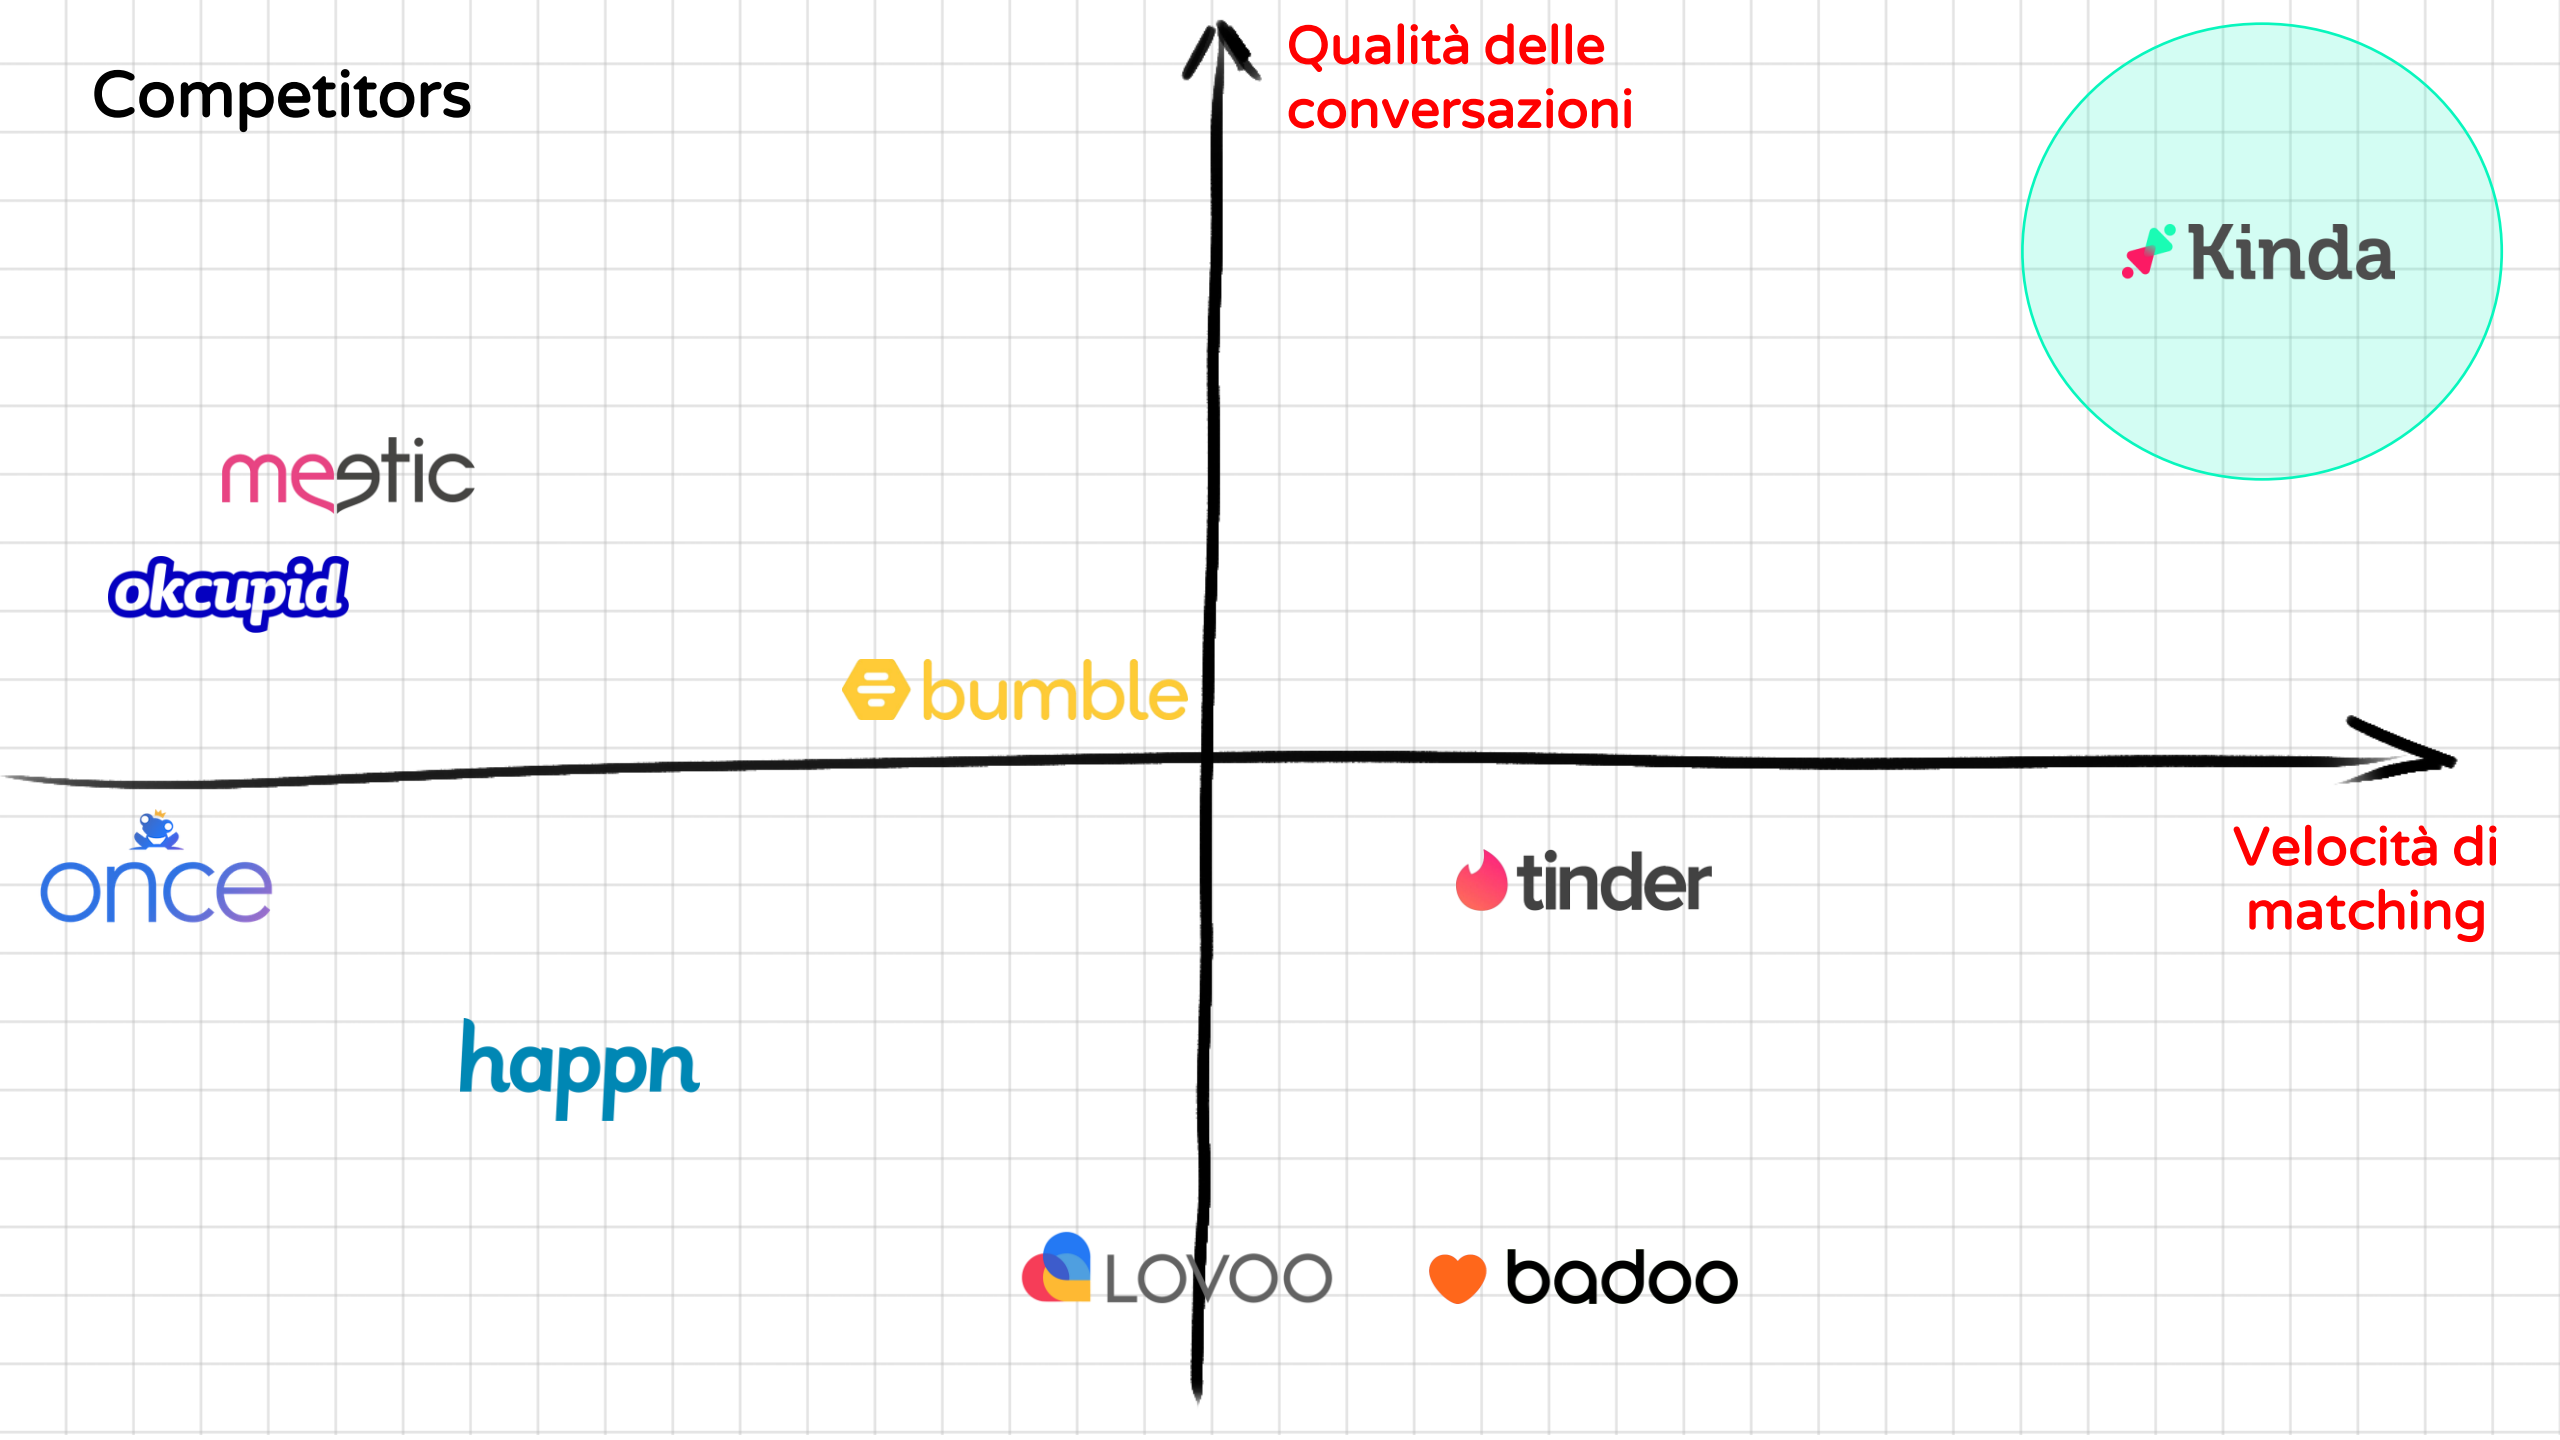 Competitors
Qualità delle
conversazioni
Kinda
meetic
okcupid
bumble
once
tinder
Velocità di
matching
happn
LOVOO
badoo